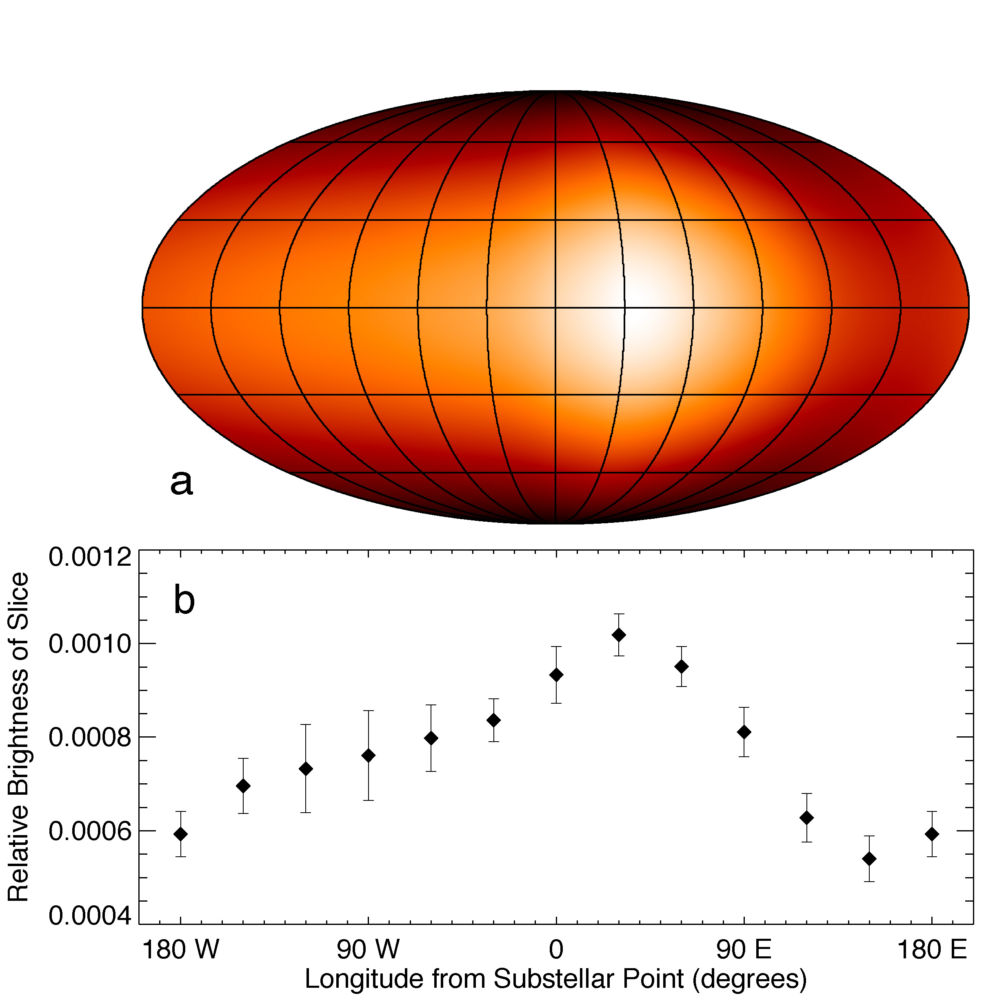 a
0.0012
0.0010
0.0008
0.0006
0.0004
Relative Brightness of Slice
b
180 W 90 W 0 90 E 180 E
Longitude from Substellar Point (degrees)